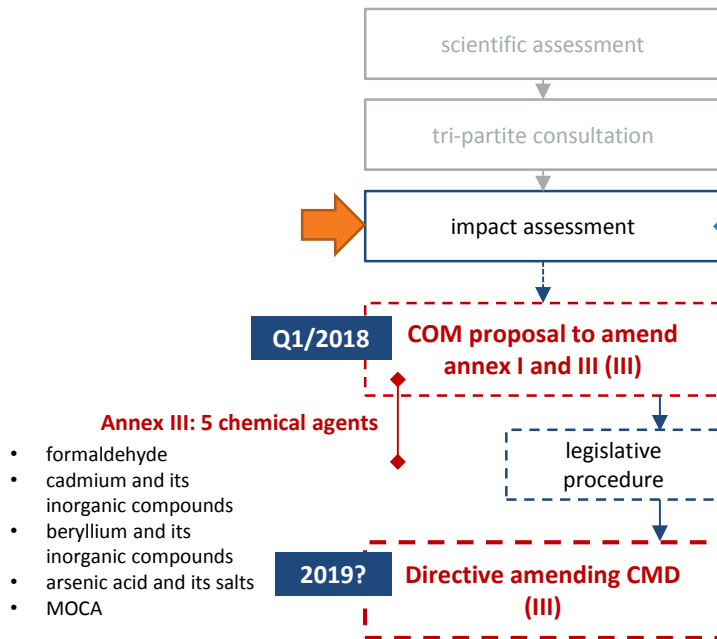 scientific assessment
tri-partite consultation
impact assessment
Q1/2018
COM proposal to amend
annex I and III (III)
Annex III: 5 chemical agents
• formaldehyde
• cadmium and its
inorganic compounds
• beryllium and its
inorganic compounds
• arsenic acid and its salts
• MOCA
legislative
procedure
2019?
Directive amending CMD
(III)